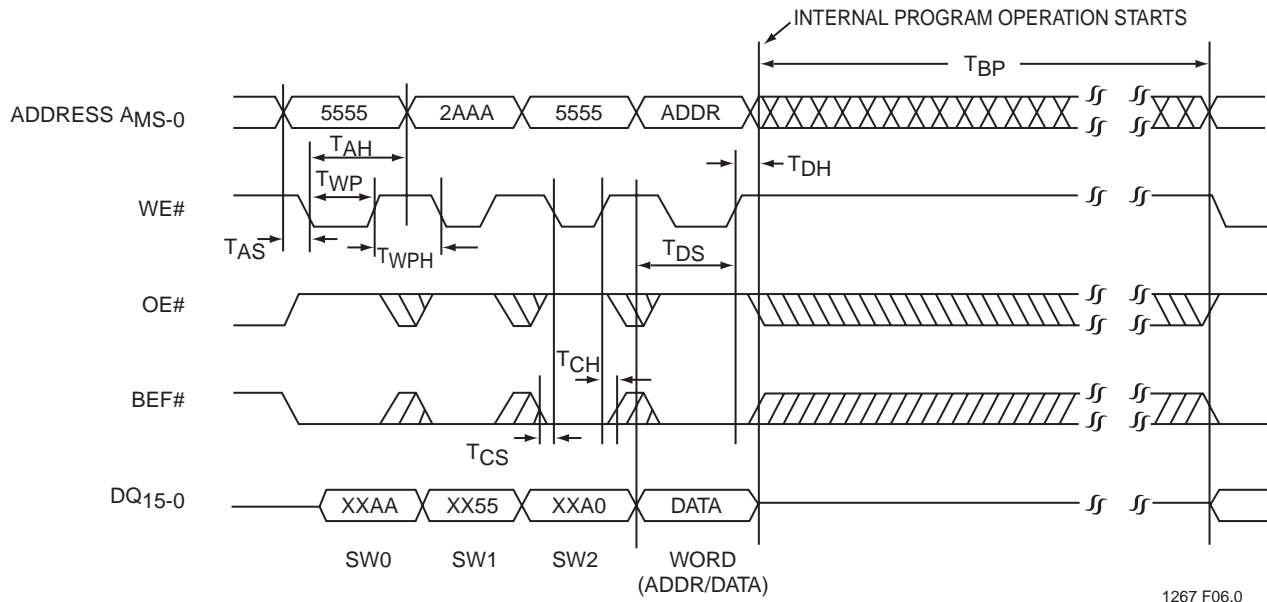 INTERNAL PROGRAM OPERATION STARTS
TBP
ADDRESS AMS-0
5555
2AAA
5555
ADDR
TAH
TDH
TWP
WE#
TAS
TWPH
TDS
OE#
TCH
BEF#
TCS
DQ15-0
XXAA
XX55
XXA0
DATA
SW0
SW1
SW2
WORD
(ADDR/DATA)
1267 F06.0